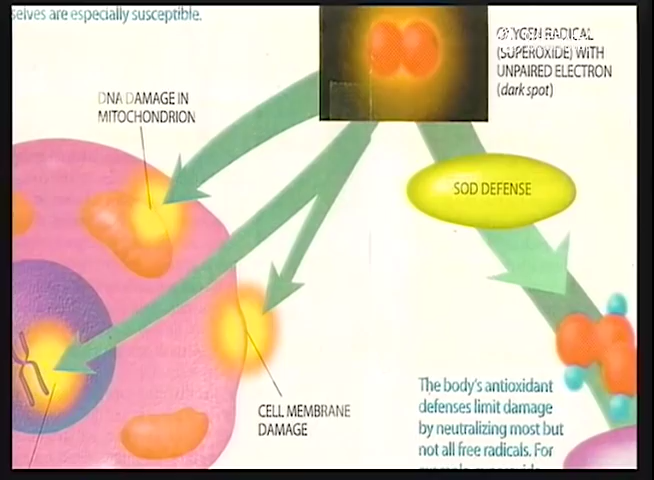 selves are especially susceptible.
OXYGEN RADICAL
(SUPEROXIDE) WITH
UNPAIRED ELECTRON
(dark spot)
DNA DAMAGE IN
MITOCHONDRION
SOD DEFENSE
CELL MEMBRANE
DAMAGE
The body's antioxidant
defenses limit damage
by neutralizing most but
not all free radicals. For